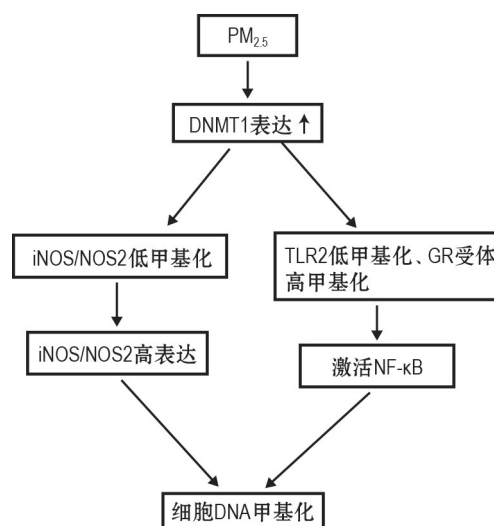 PM2.5
DNMT1表达↑
iNOS/NOS2低甲基化
TLR2低甲基化、GR受体
高甲基化
iNOS/NOS2高表达
激活NF-κB
细胞DNA甲基化